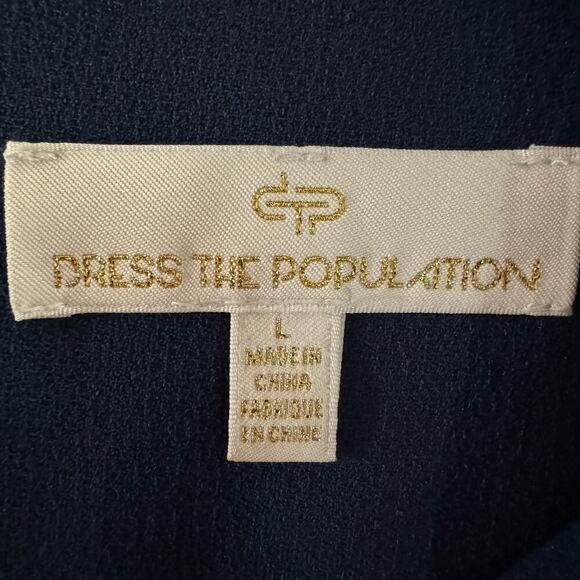 DRESS THE POPULATION
L
MADE IN
CHINA
FABRIQUE
EN CHINE